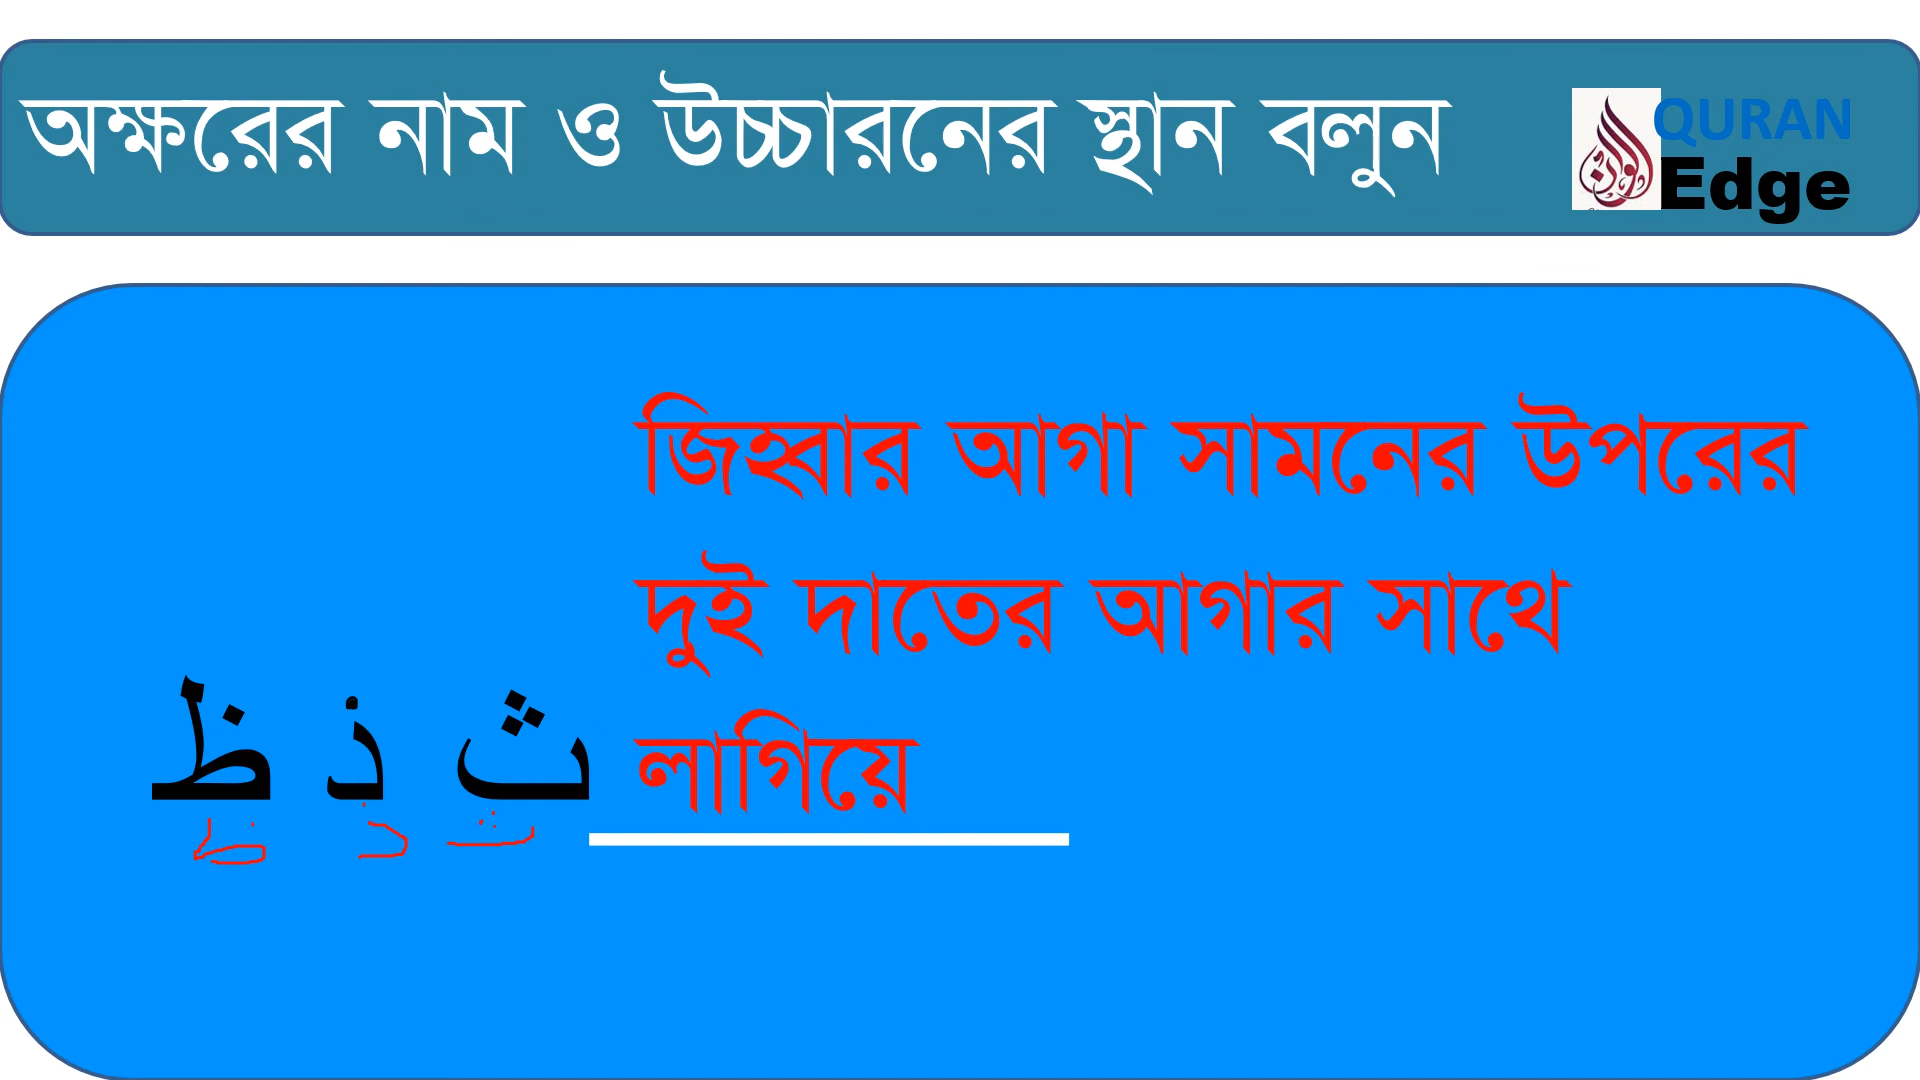 অক্ষরের নাম ও উচ্চারনের স্থান বলুন
QURAN
Edge
জিহ্বার আগা সামনের উপরের
দুই দাতের আগার সাথে
লাগিয়ে
ث ذ ظ
ث ذ ظ